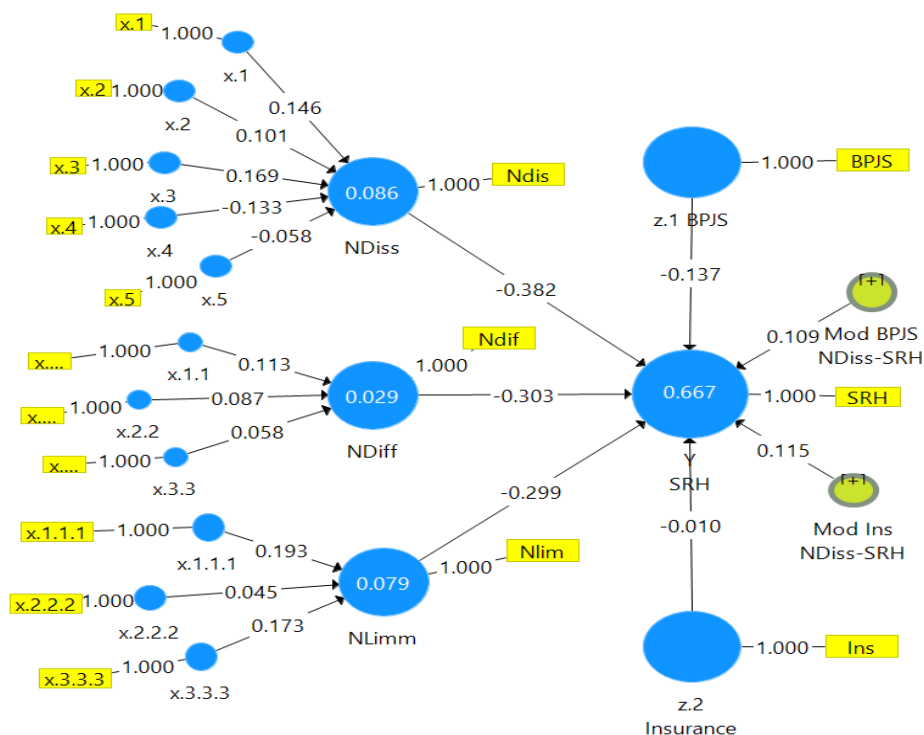 x.1
1.000
x.1
0.146
x.2
1.000
x.2
0.101
x.3
1.000
x.3
0.169
x.4
1.000
x.4
-0.133
x.5
1.000
x.5
-0.058
0.086
NDiss
1.000
Ndis
-0.382
x....
1.000
x.1.1
0.113
x....
1.000
x.2.2
0.087
x....
1.000
x.3.3
0.058
0.029
NDiff
1.000
Ndif
-0.303
x.1.1.1
1.000
x.1.1.1
0.193
x.2.2.2
1.000
x.2.2.2
0.045
x.3.3.3
1.000
x.3.3.3
0.173
0.079
NLimm
1.000
Nlim
-0.299
z.1 BPJS
1.000
BPJS
-0.137
[+]
Mod BPJS
NDiss-SRH
0.109
0.667
Y
SRH
1.000
SRH
[+]
Mod Ins
NDiss-SRH
0.115
-0.010
1.000
Ins
z.2
Insurance